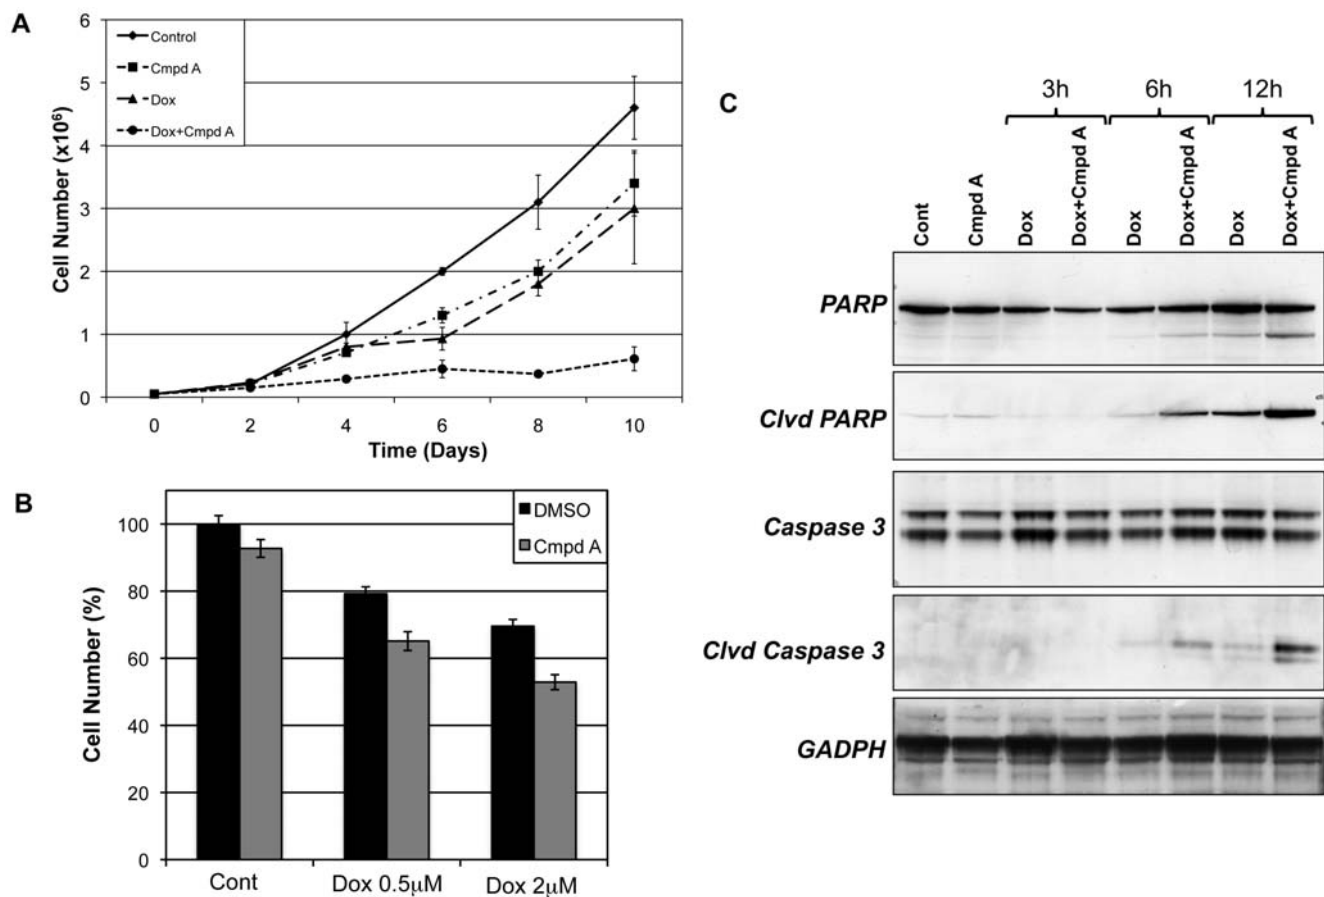 A
Control
Cmpd A
Dox
Dox+Cmpd A
Cell Number (x10⁶)
6
5
4
3
2
1
0
0 2 4 6 8 10
Time (Days)
B
DMSO
Cmpd A
Cell Number (%)
100
80
60
40
20
0
Cont Dox 0.5μM Dox 2μM
C
3h 6h 12h
Cont Cmpd A Dox Dox+Cmpd A Dox Dox+Cmpd A Dox Dox+Cmpd A
PARP
Clvd PARP
Caspase 3
Clvd Caspase 3
GADPH